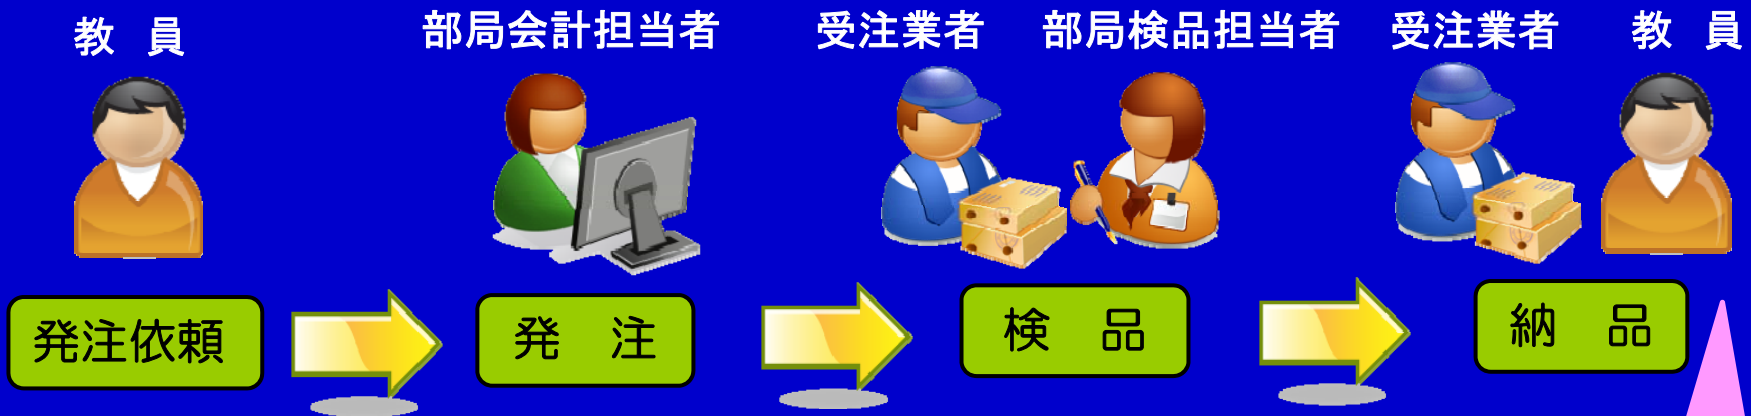 教　員
部局会計担当者
受注業者
部局検品担当者
受注業者
教　員
発注依頼
発　注
検　品
納　品